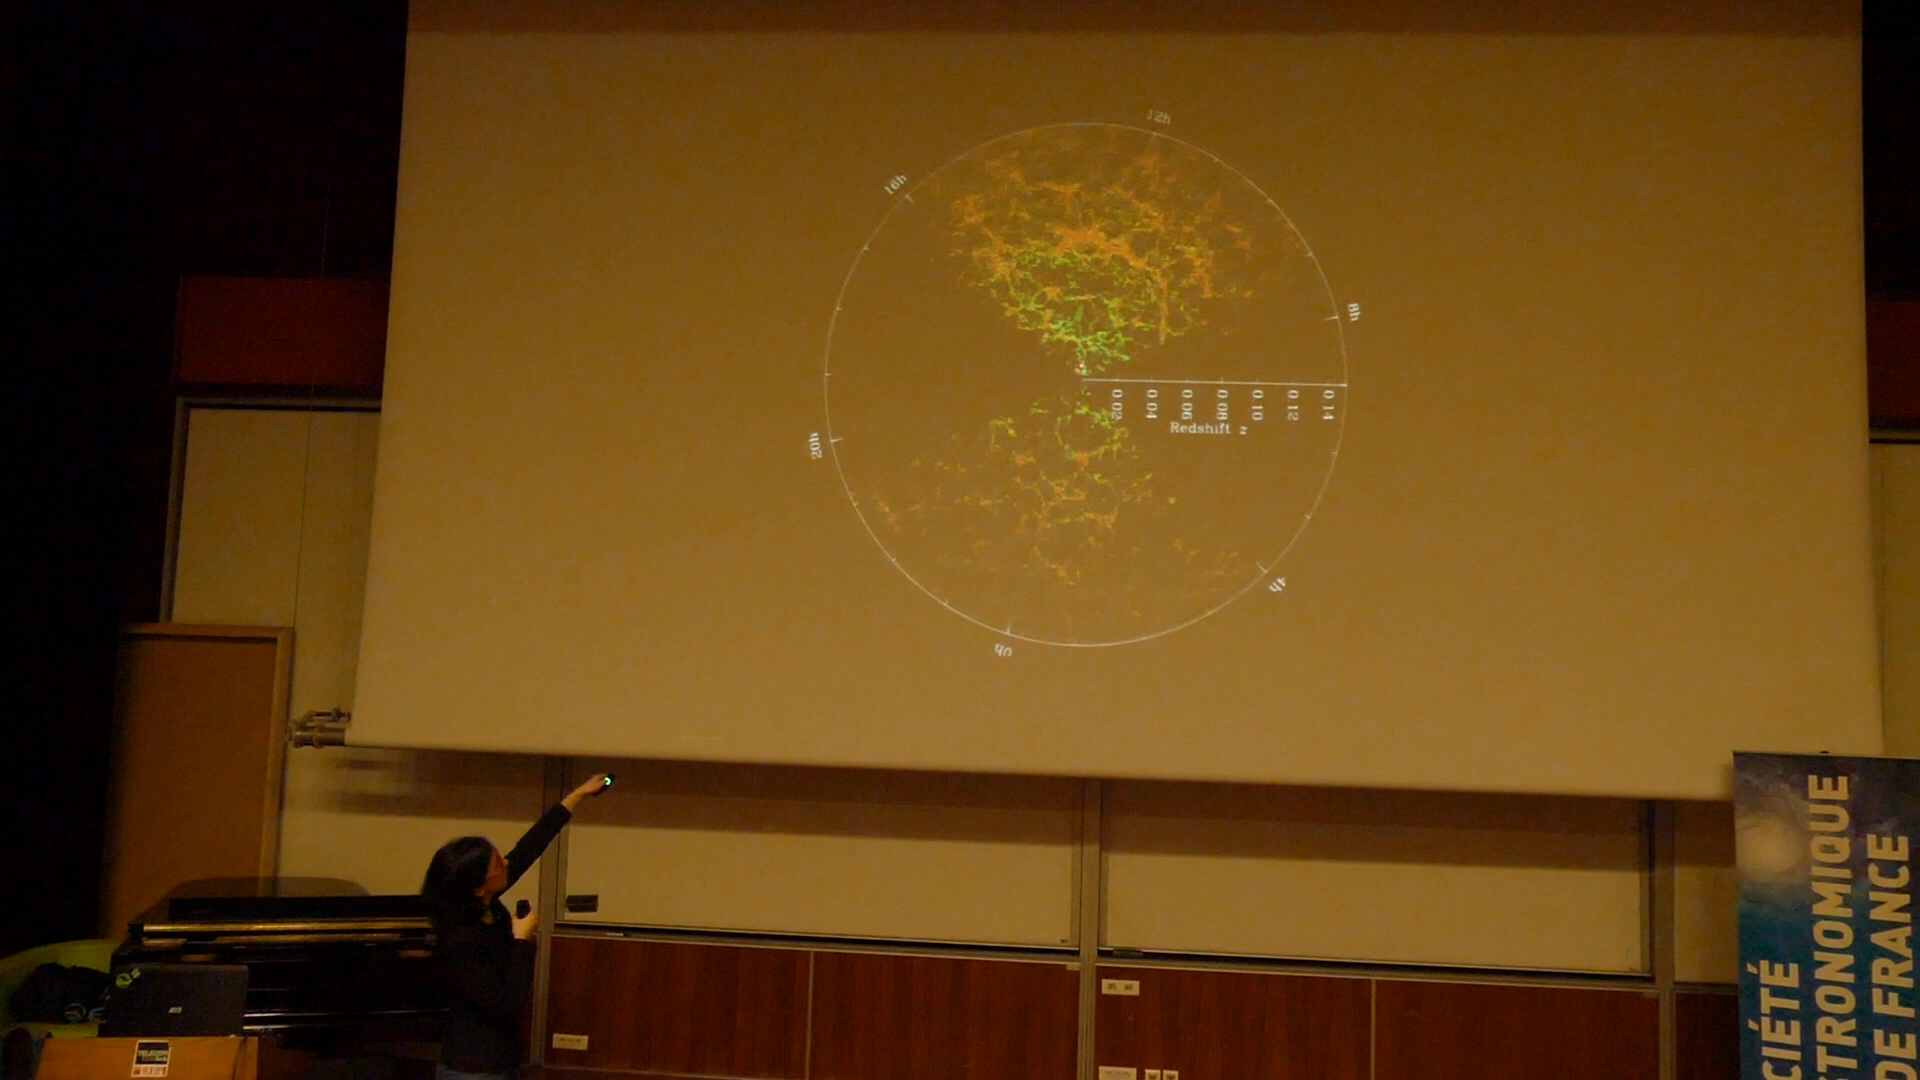 12h
16h
8h
0.02
0.04
0.06
0.08
0.10
0.12
0.14
Redshift z
20h
4h
0h
CIÉTÉ
TRONOMIQUE
DE FRANCE
TELECOM